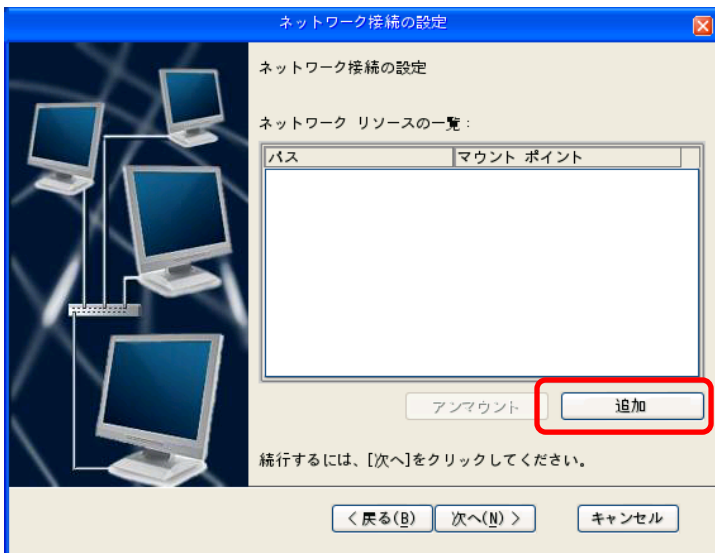 ネットワーク接続の設定
ネットワーク接続の設定
ネットワーク リソースの一覧:
パス マウント ポイント
アンマウント 追加
続行するには、[次へ]をクリックしてください。
< 戻る(B) 次へ(N) > キャンセル